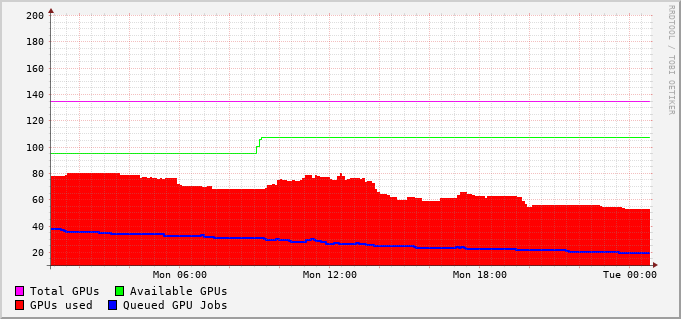 200
180
160
140
120
100
80
60
40
20
Mon 06:00 Mon 12:00 Mon 18:00 Tue 00:00
Total GPUs Available GPUs
GPUs used Queued GPU Jobs
RRDTOOL / TOBI OETIKER